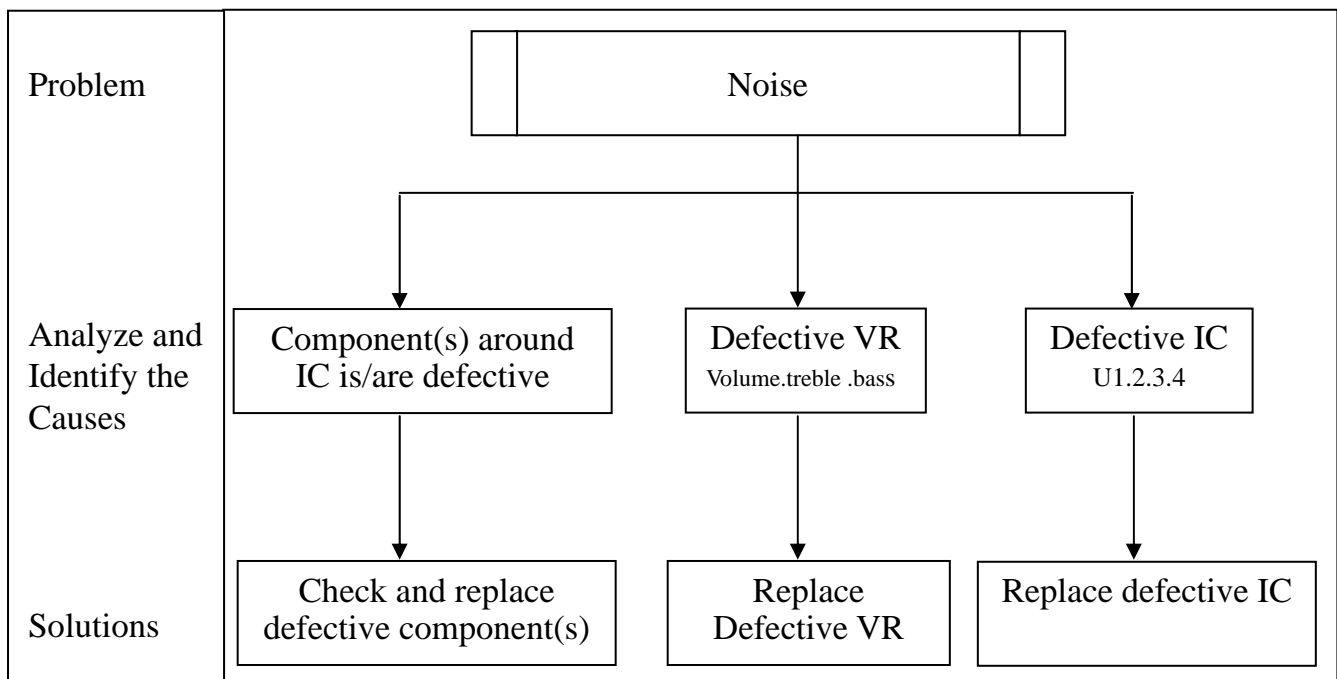 Problem
Noise
Analyze and
Identify the
Causes
Component(s) around
IC is/are defective
Defective VR
Volume.treble .bass
Defective IC
U1.2.3.4
Solutions
Check and replace
defective component(s)
Replace
Defective VR
Replace defective IC